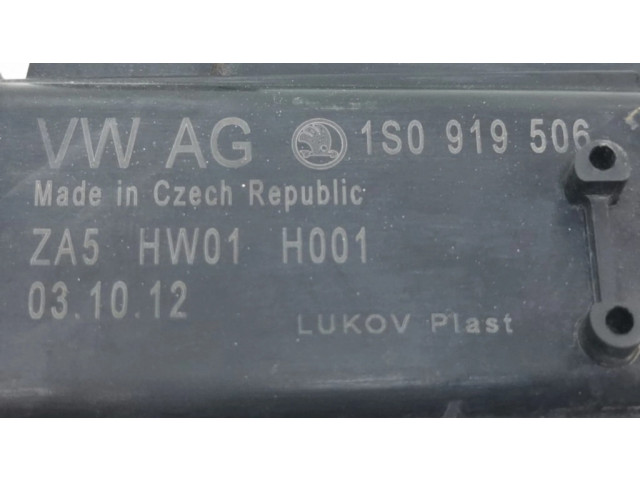 VW AG 1S0 919 506
Made in Czech Republic
ZA5 HW01 H001
03.10.12
LUKOV Plast